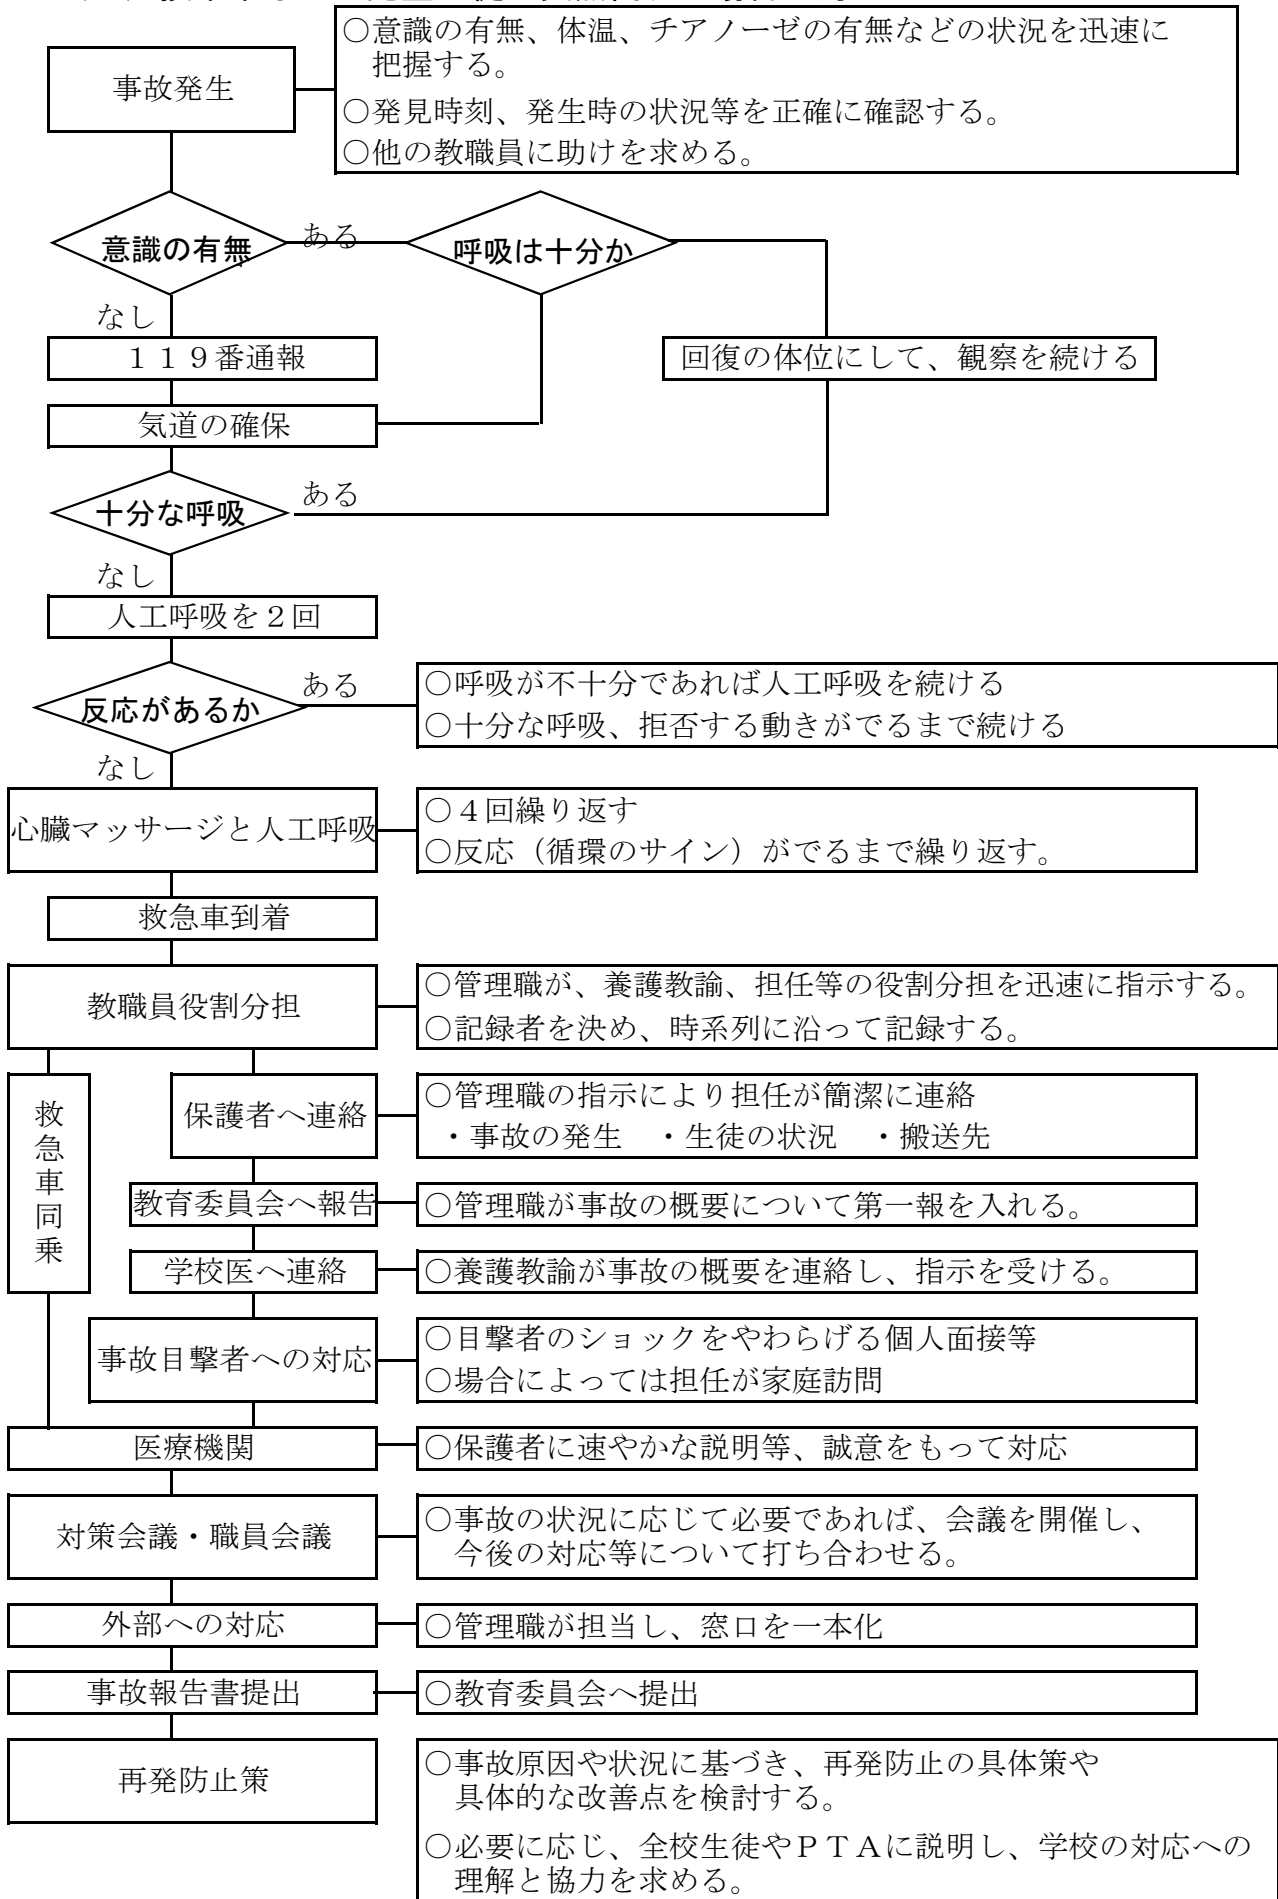 事故発生
○意識の有無、体温、チアノーゼの有無などの状況を迅速に
把握する。
○発見時刻、発生時の状況等を正確に確認する。
○他の教職員に助けを求める。
意識の有無
ある
呼吸は十分か
なし
１１９番通報
回復の体位にして、観察を続ける
気道の確保
十分な呼吸
ある
なし
人工呼吸を２回
反応があるか
ある
○呼吸が不十分であれば人工呼吸を続ける
○十分な呼吸、拒否する動きがでるまで続ける
なし
心臓マッサージと人工呼吸
○４回繰り返す
○反応（循環のサイン）がでるまで繰り返す。
救急車到着
教職員役割分担
○管理職が、養護教諭、担任等の役割分担を迅速に指示する。
○記録者を決め、時系列に沿って記録する。
救急車同乗
保護者へ連絡
○管理職の指示により担任が簡潔に連絡
・事故の発生　・生徒の状況　・搬送先
教育委員会へ報告
○管理職が事故の概要について第一報を入れる。
学校医へ連絡
○養護教諭が事故の概要を連絡し、指示を受ける。
事故目撃者への対応
○目撃者のショックをやわらげる個人面接等
○場合によっては担任が家庭訪問
医療機関
○保護者に速やかな説明等、誠意をもって対応
対策会議・職員会議
○事故の状況に応じて必要であれば、会議を開催し、
今後の対応等について打ち合わせる。
外部への対応
○管理職が担当し、窓口を一本化
事故報告書提出
○教育委員会へ提出
再発防止策
○事故原因や状況に基づき、再発防止の具体策や
具体的な改善点を検討する。
○必要に応じ、全校生徒やＰＴＡに説明し、学校の対応への
理解と協力を求める。